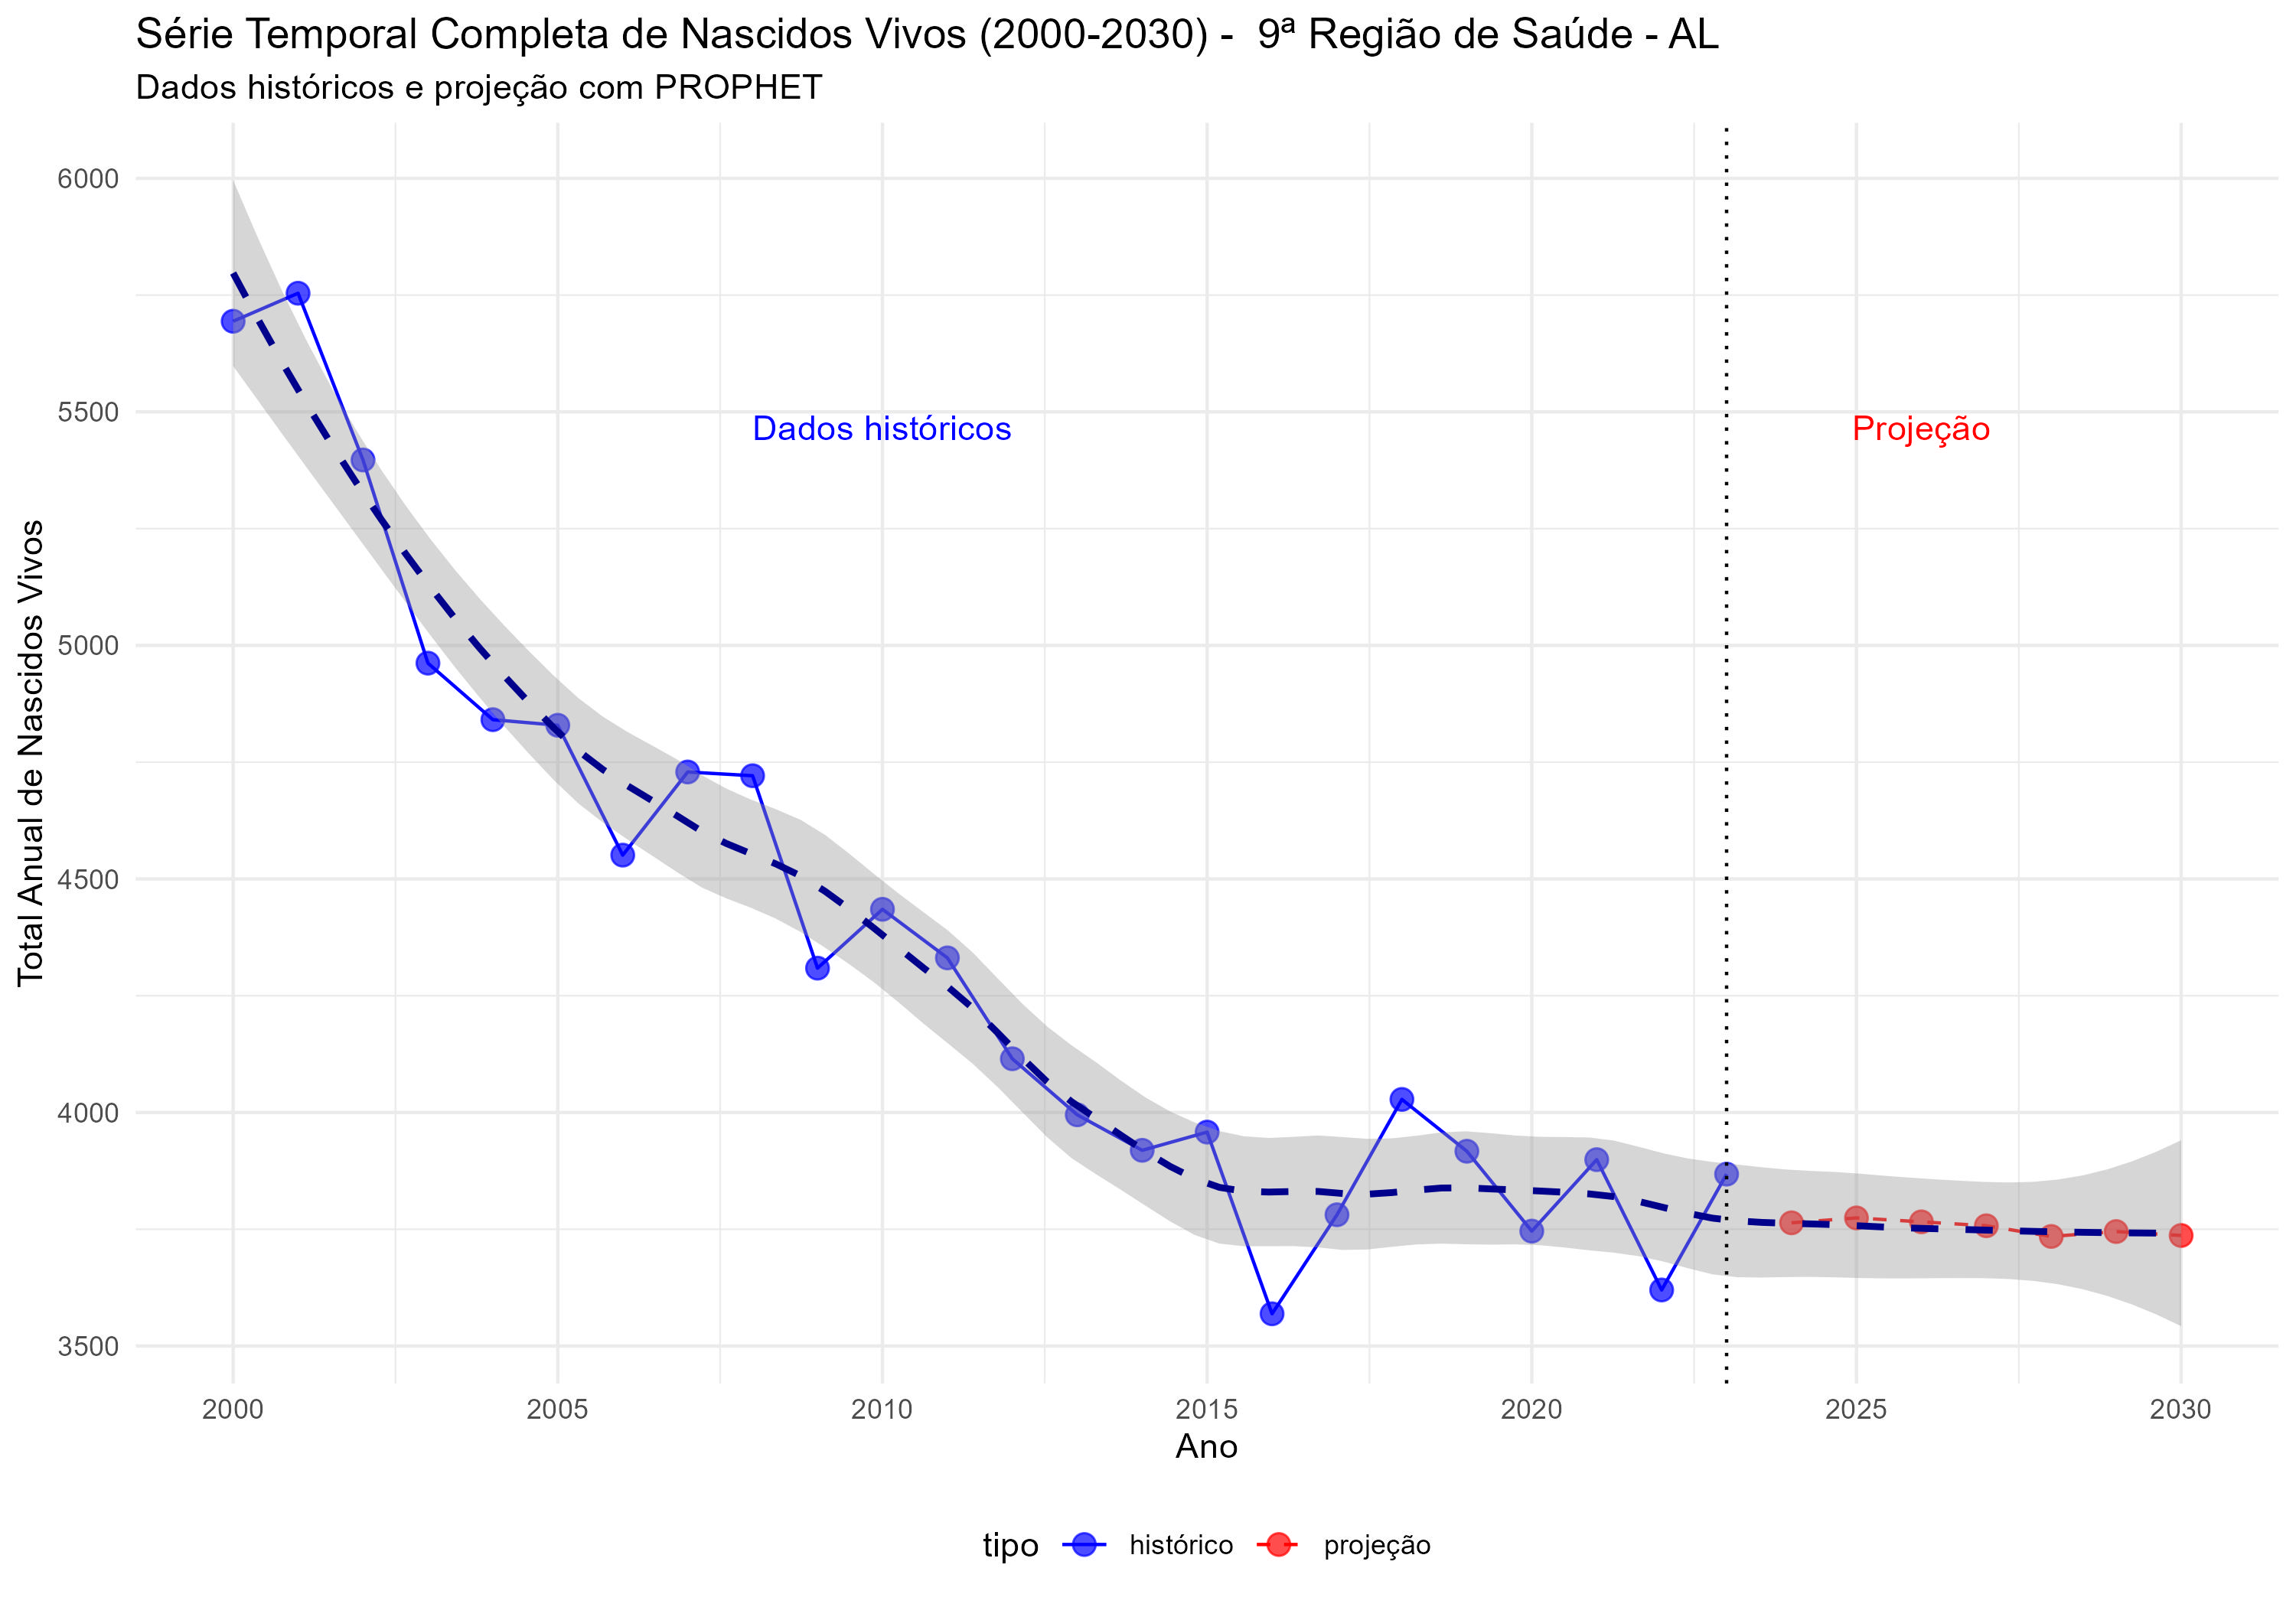 Série Temporal Completa de Nascidos Vivos (2000-2030) -  9ª Região de Saúde - AL
Dados históricos e projeção com PROPHET
Total Anual de Nascidos Vivos
6000
5500
5000
4500
4000
3500
Dados históricos
Projeção
2000 2005 2010 2015 2020 2025 2030
Ano
tipo histórico projeção